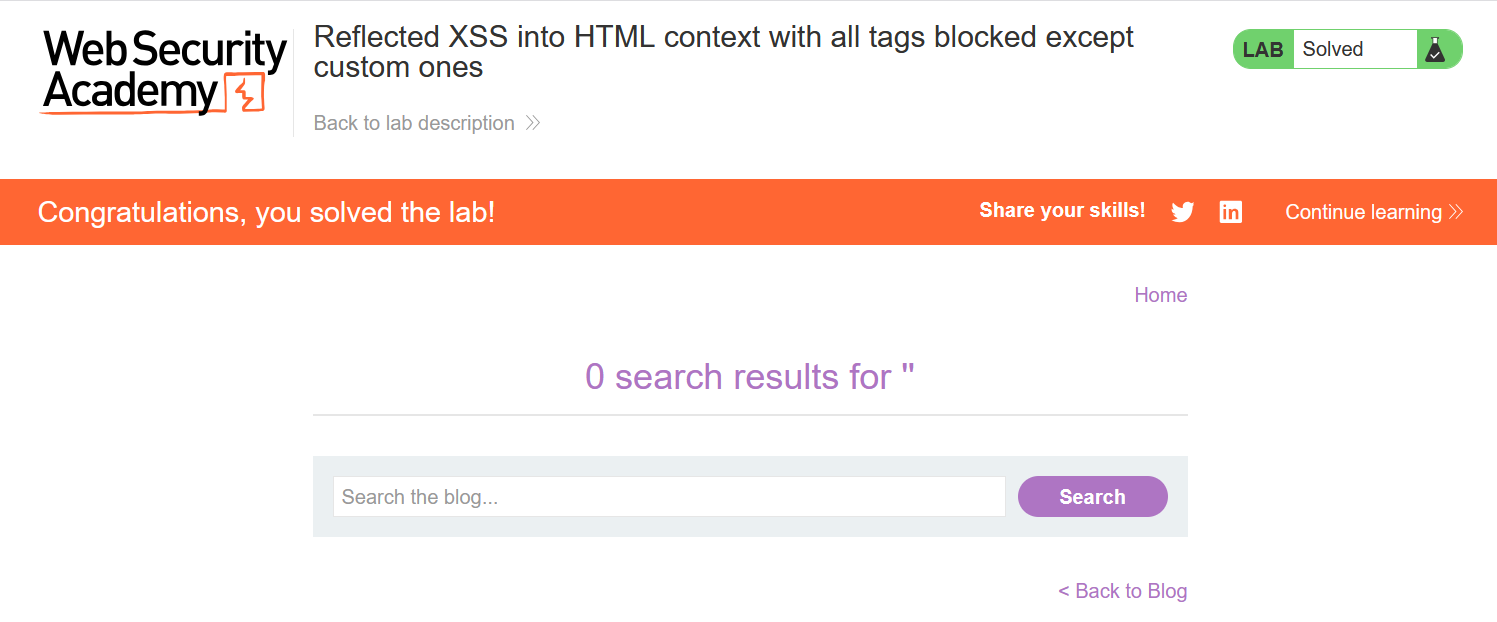 Web Security
Academy
Reflected XSS into HTML context with all tags blocked except
custom ones
Back to lab description
LAB Solved
Congratulations, you solved the lab!
Share your skills!
in
Continue learning
Home
0 search results for "
Search the blog...
Search
< Back to Blog